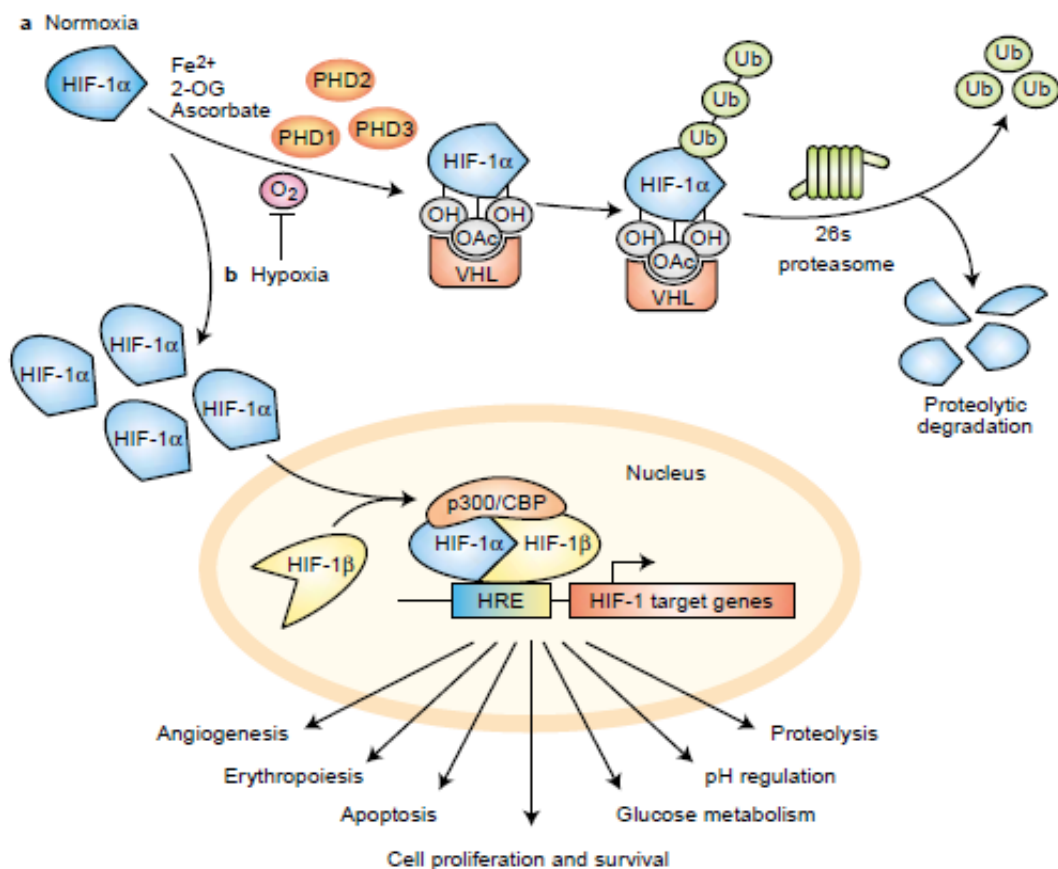 a Normoxia
HIF-1α
Fe2+
2-OG
Ascorbate
PHD2
PHD1
PHD3
O2
b Hypoxia
HIF-1α
OH
OH
OAc
VHL
Ub
Ub
Ub
HIF-1α
OH
OH
OAc
VHL
26s
proteasome
Ub
Ub
Ub
Proteolytic
degradation
HIF-1α
HIF-1α
HIF-1α
HIF-1α
Nucleus
p300/CBP
HIF-1β
HIF-1α
HIF-1β
HRE
HIF-1 target genes
Angiogenesis
Erythropoiesis
Apoptosis
Cell proliferation and survival
Glucose metabolism
pH regulation
Proteolysis